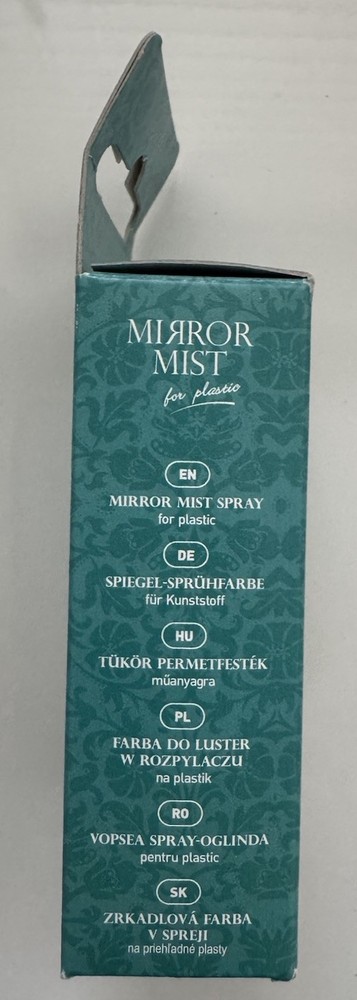 MIЯROR
MIST
for plastic
EN
MIRROR MIST SPRAY
for plastic
DE
SPIEGEL-SPRÜHFARBE
für Kunststoff
HU
TÜKÖR PERMETFESTÉK
műanyagra
PL
FARBA DO LUSTER
W ROZPYLACZU
na plastik
RO
VOPSEA SPRAY-OGLINDA
pentru plastic
SK
ZRKADLOVÁ FARBA
V SPREJI
na priehľadné plasty